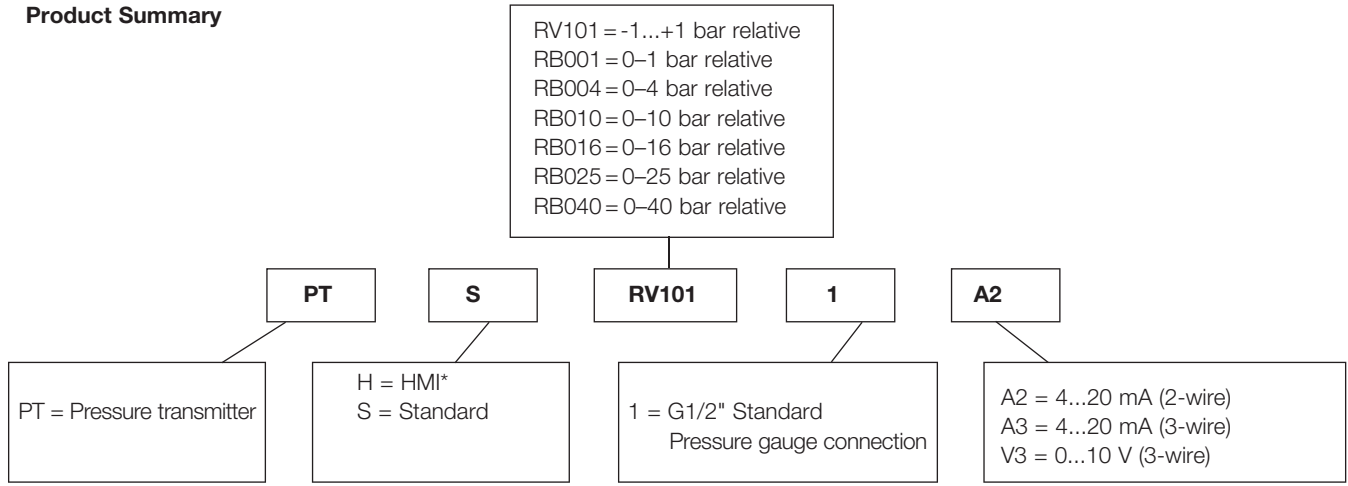 Product Summary
RV101 = -1...+1 bar relative
RB001 = 0–1 bar relative
RB004 = 0–4 bar relative
RB010 = 0–10 bar relative
RB016 = 0–16 bar relative
RB025 = 0–25 bar relative
RB040 = 0–40 bar relative
PT
S
RV101
1
A2
PT = Pressure transmitter
H = HMI*
S = Standard
1 = G1/2" Standard
Pressure gauge connection
A2 = 4...20 mA (2-wire)
A3 = 4...20 mA (3-wire)
V3 = 0...10 V (3-wire)